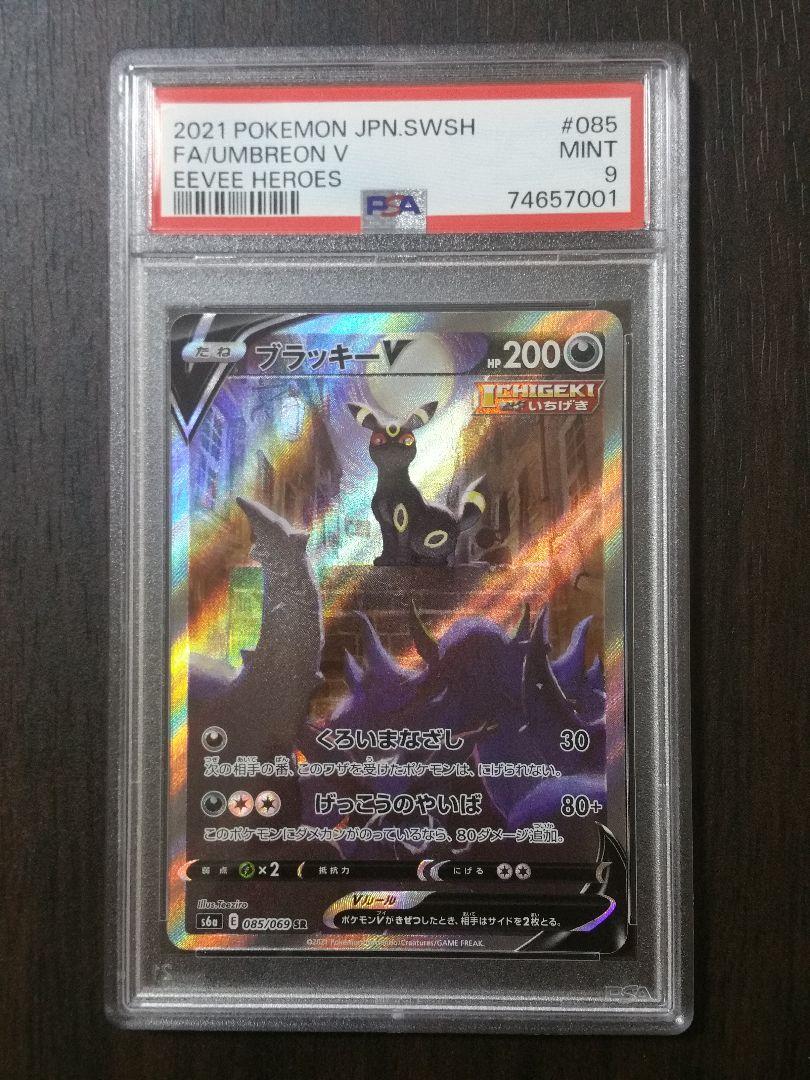 2021 POKEMON JPN.SWSH #085
FA/UMBREON V MINT
EEVEE HEROES 9
PSA 74657001
たね ブラッキーV HP 200
ICHIGEKI
いちげき
くろいまなざし 30
次の相手の番、このワザを受けたポケモンは、にげられない。
げっこうのやいば 80+
このポケモンにダメカンがのっているなら、80ダメージ追加。
弱点 ×2 抵抗力 にげる
Illus.Teeziro
Vルール
s6a E 085/069 SR ポケモンVがきぜつしたとき、相手はサイドを2枚とる。
©2021 Pokémon/Nintendo/Creatures/GAME FREAK.
PSA